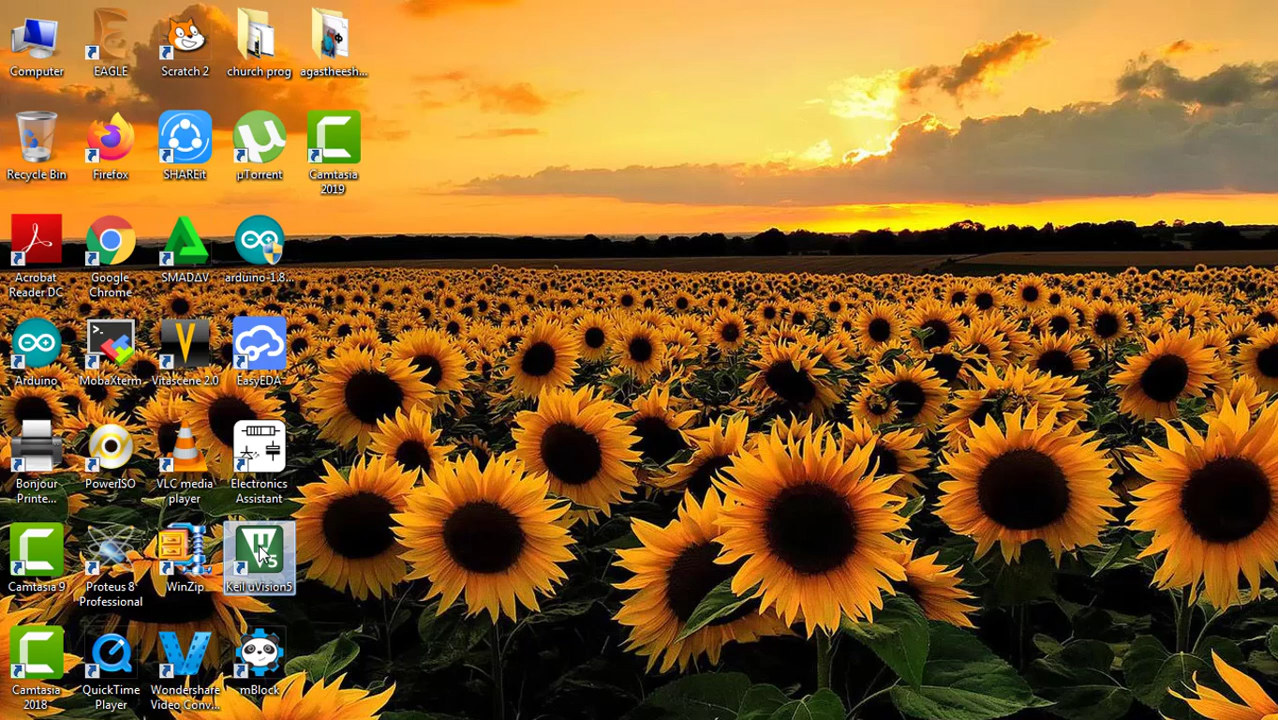 Computer
EAGLE
Scratch 2
church prog
agastheesh...
Recycle Bin
Firefox
SHAREit
µTorrent
Camtasia
2019
Acrobat
Reader DC
Google
Chrome
SMADΔV
arduino-1.8...
Arduino
MobaXterm
Vitascene 2.0
EasyEDA
Bonjour
Printe...
PowerISO
VLC media
player
Electronics
Assistant
Camtasia 9
Proteus 8
Professional
WinZip
Keil uVision5
Camtasia
2018
QuickTime
Player
Wondershare
Video Conv...
mBlock